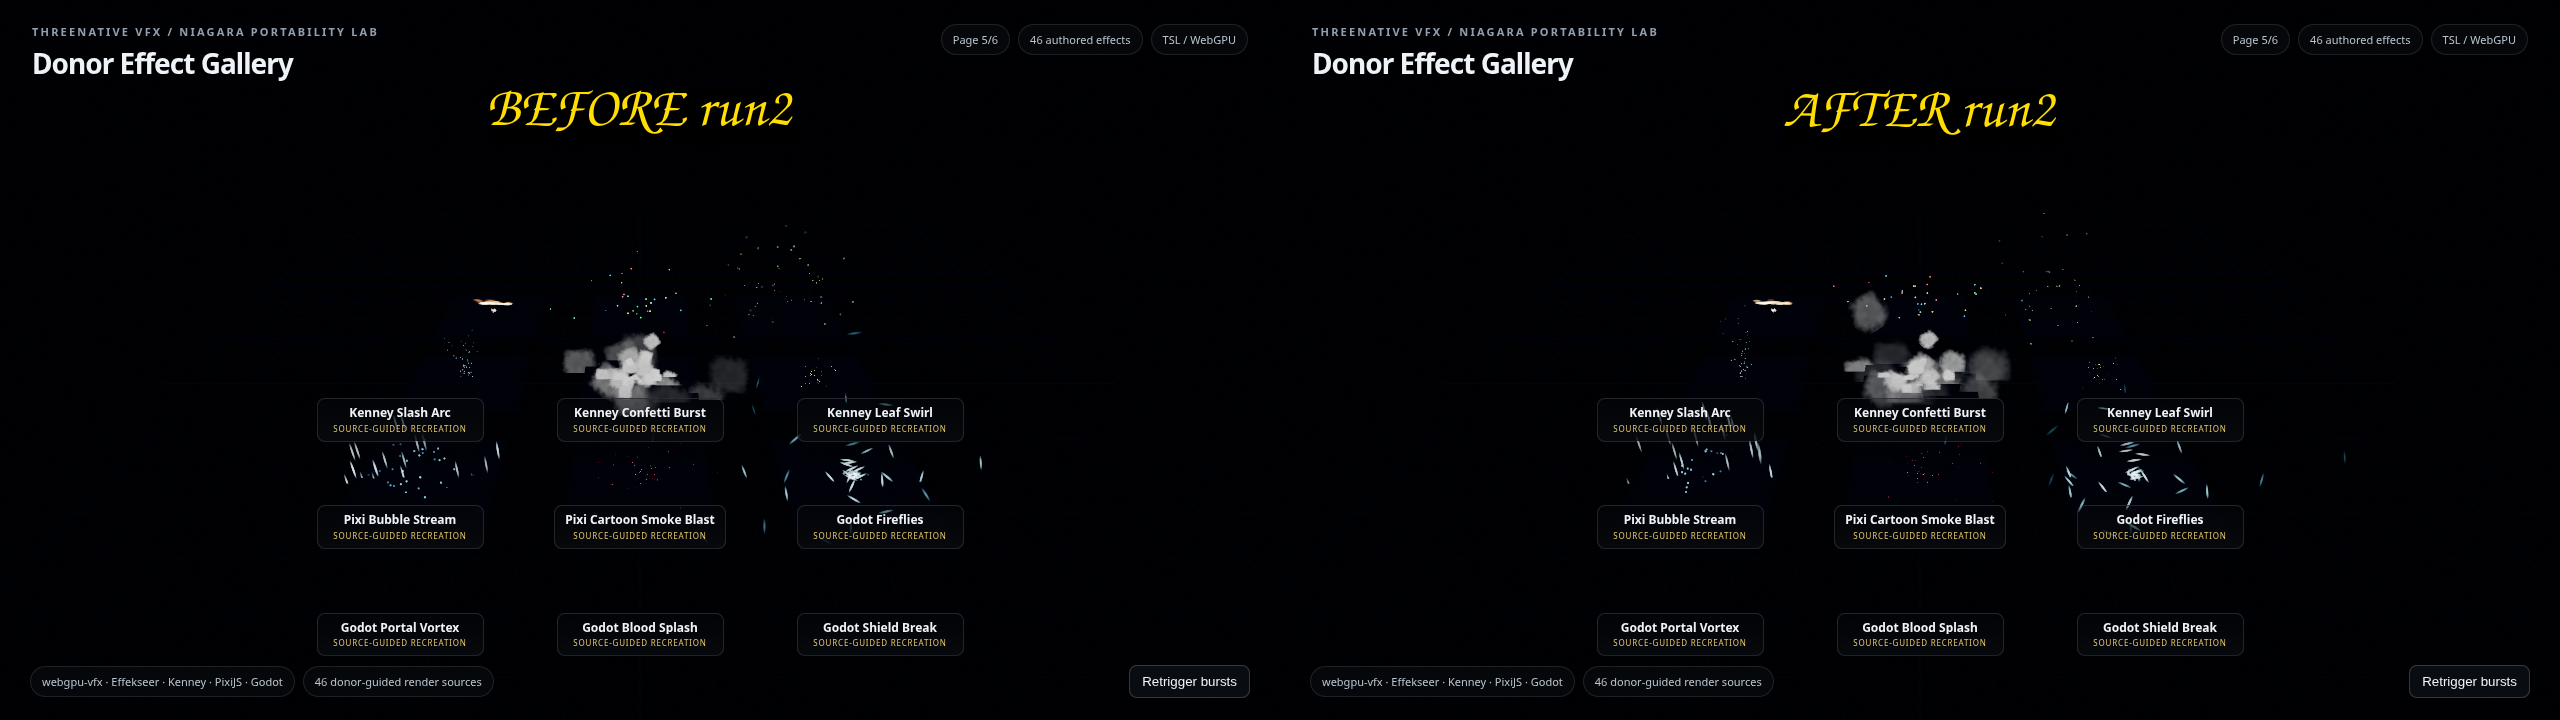 THREENATIVE VFX / NIAGARA PORTABILITY LAB
Donor Effect Gallery
Page 5/6
46 authored effects
TSL / WebGPU
BEFORE run2
Kenney Slash Arc
SOURCE-GUIDED RECREATION
Kenney Confetti Burst
SOURCE-GUIDED RECREATION
Kenney Leaf Swirl
SOURCE-GUIDED RECREATION
Pixi Bubble Stream
SOURCE-GUIDED RECREATION
Pixi Cartoon Smoke Blast
SOURCE-GUIDED RECREATION
Godot Fireflies
SOURCE-GUIDED RECREATION
Godot Portal Vortex
SOURCE-GUIDED RECREATION
Godot Blood Splash
SOURCE-GUIDED RECREATION
Godot Shield Break
SOURCE-GUIDED RECREATION
webgpu-vfx · Effekseer · Kenney · PixiJS · Godot
46 donor-guided render sources
Retrigger bursts
THREENATIVE VFX / NIAGARA PORTABILITY LAB
Donor Effect Gallery
Page 5/6
46 authored effects
TSL / WebGPU
AFTER run2
Kenney Slash Arc
SOURCE-GUIDED RECREATION
Kenney Confetti Burst
SOURCE-GUIDED RECREATION
Kenney Leaf Swirl
SOURCE-GUIDED RECREATION
Pixi Bubble Stream
SOURCE-GUIDED RECREATION
Pixi Cartoon Smoke Blast
SOURCE-GUIDED RECREATION
Godot Fireflies
SOURCE-GUIDED RECREATION
Godot Portal Vortex
SOURCE-GUIDED RECREATION
Godot Blood Splash
SOURCE-GUIDED RECREATION
Godot Shield Break
SOURCE-GUIDED RECREATION
webgpu-vfx · Effekseer · Kenney · PixiJS · Godot
46 donor-guided render sources
Retrigger bursts